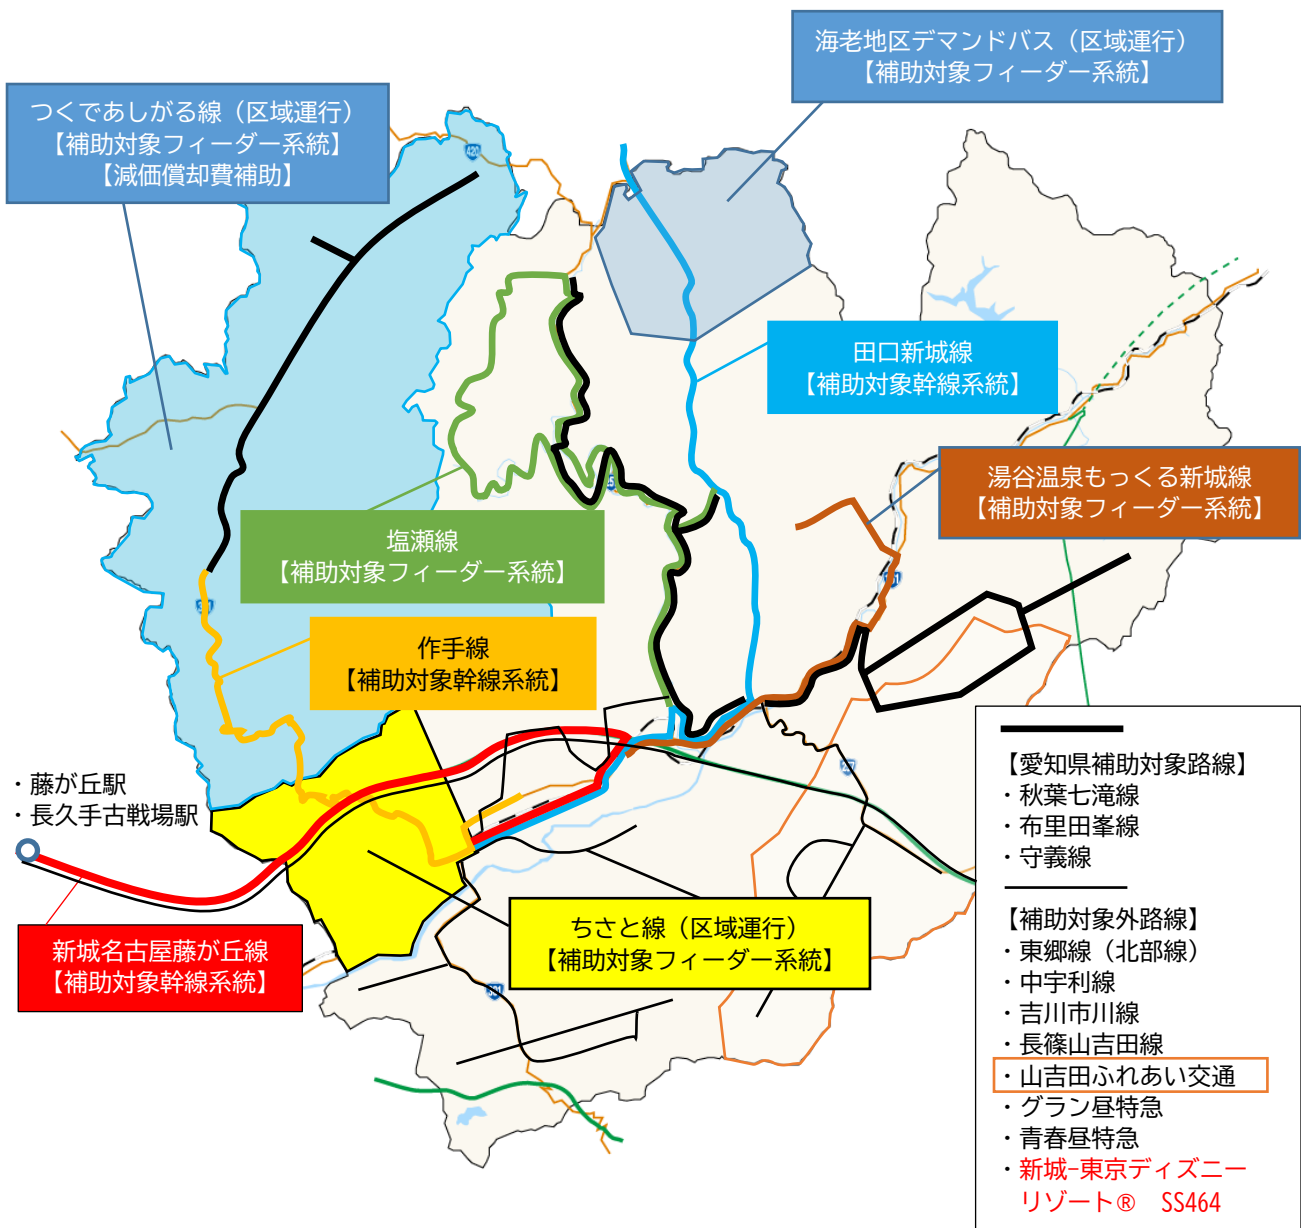 海老地区デマンドバス（区域運行）
【補助対象フィーダー系統】
つくであしがる線（区域運行）
【補助対象フィーダー系統】
【減価償却費補助】
420
田口新城線
【補助対象幹線系統】
湯谷温泉もっくる新城線
【補助対象フィーダー系統】
塩瀬線
【補助対象フィーダー系統】
作手線
【補助対象幹線系統】
・藤が丘駅
・長久手古戦場駅
新城名古屋藤が丘線
【補助対象幹線系統】
ちさと線（区域運行）
【補助対象フィーダー系統】
【愛知県補助対象路線】
・秋葉七滝線
・布里田峯線
・守義線
【補助対象外路線】
・東郷線（北部線）
・中宇利線
・吉川市川線
・長篠山吉田線
・山吉田ふれあい交通
・グラン昼特急
・青春昼特急
・新城-東京ディズニー
リゾート®　SS464